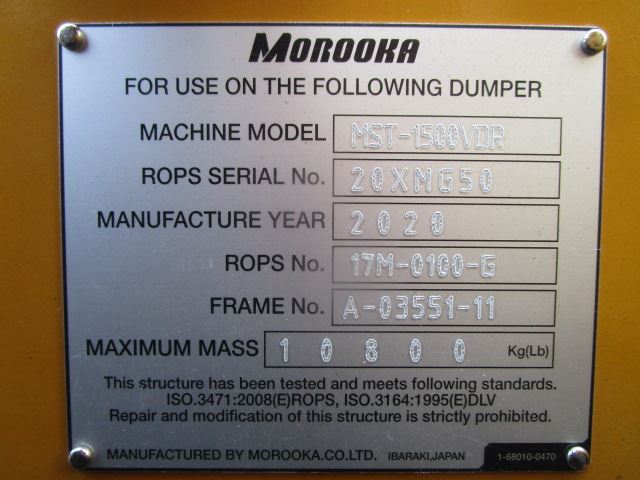 MOROOKA
FOR USE ON THE FOLLOWING DUMPER
MACHINE MODEL MST-1500VDR
ROPS SERIAL No. 20XMG50
MANUFACTURE YEAR 2020
ROPS No. 17M-0100-G
FRAME No. A-03551-11
MAXIMUM MASS 10800 Kg(Lb)
This structure has been tested and meets following standards.
ISO.3471:2008(E)ROPS, ISO.3164:1995(E)DLV
Repair and modification of this structure is strictly prohibited.
MANUFACTURED BY MOROOKA.CO.LTD. IBARAKI,JAPAN 1-68010-0470